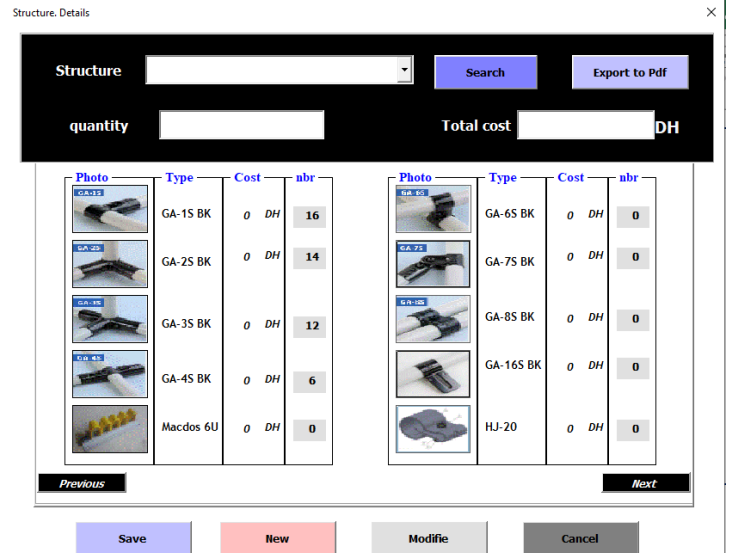 Structure. Details
Structure
Search
Export to Pdf
quantity
Total cost
DH
Photo Type Cost nbr
Photo Type Cost nbr
GA-1S
GA-1S BK 0 DH 16
GA-6S
GA-6S BK 0 DH 0
GA-2S
GA-2S BK 0 DH 14
GA-7S
GA-7S BK 0 DH 0
GA-3S
GA-3S BK 0 DH 12
GA-8S
GA-8S BK 0 DH 0
GA-4S
GA-4S BK 0 DH 6
GA-16S BK 0 DH 0
Macdos 6U 0 DH 0
HJ-20 0 DH 0
Previous
Next
Save
New
Modifie
Cancel